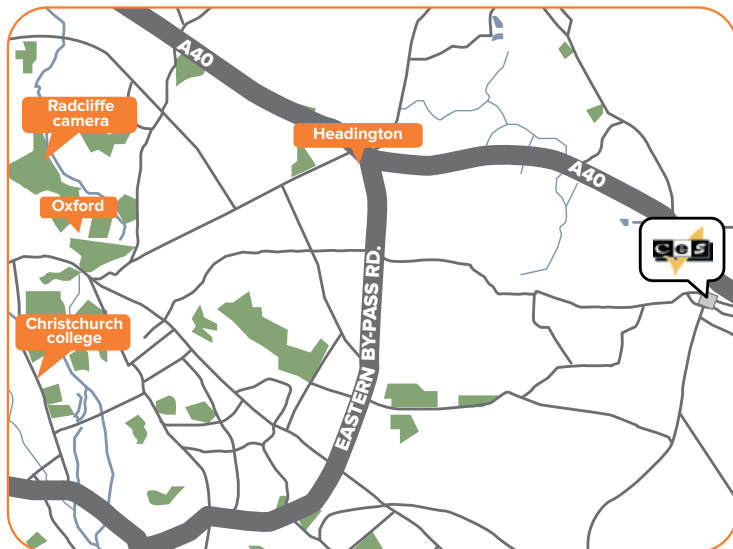 A40
Radcliffe
camera
Headington
A40
Oxford
ces
EASTERN BY-PASS RD.
Christchurch
college